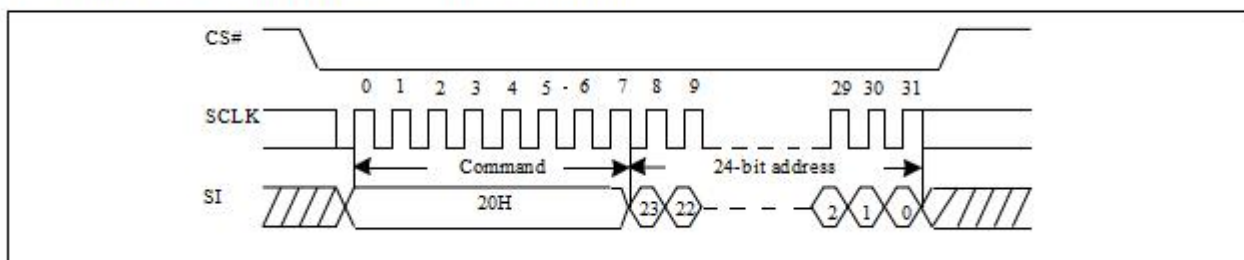 CS#
0 1 2 3 4 5 - 6 7 8 9 29 30 31
SCLK
Command 24-bit address
SI 20H 23 22 2 1 0